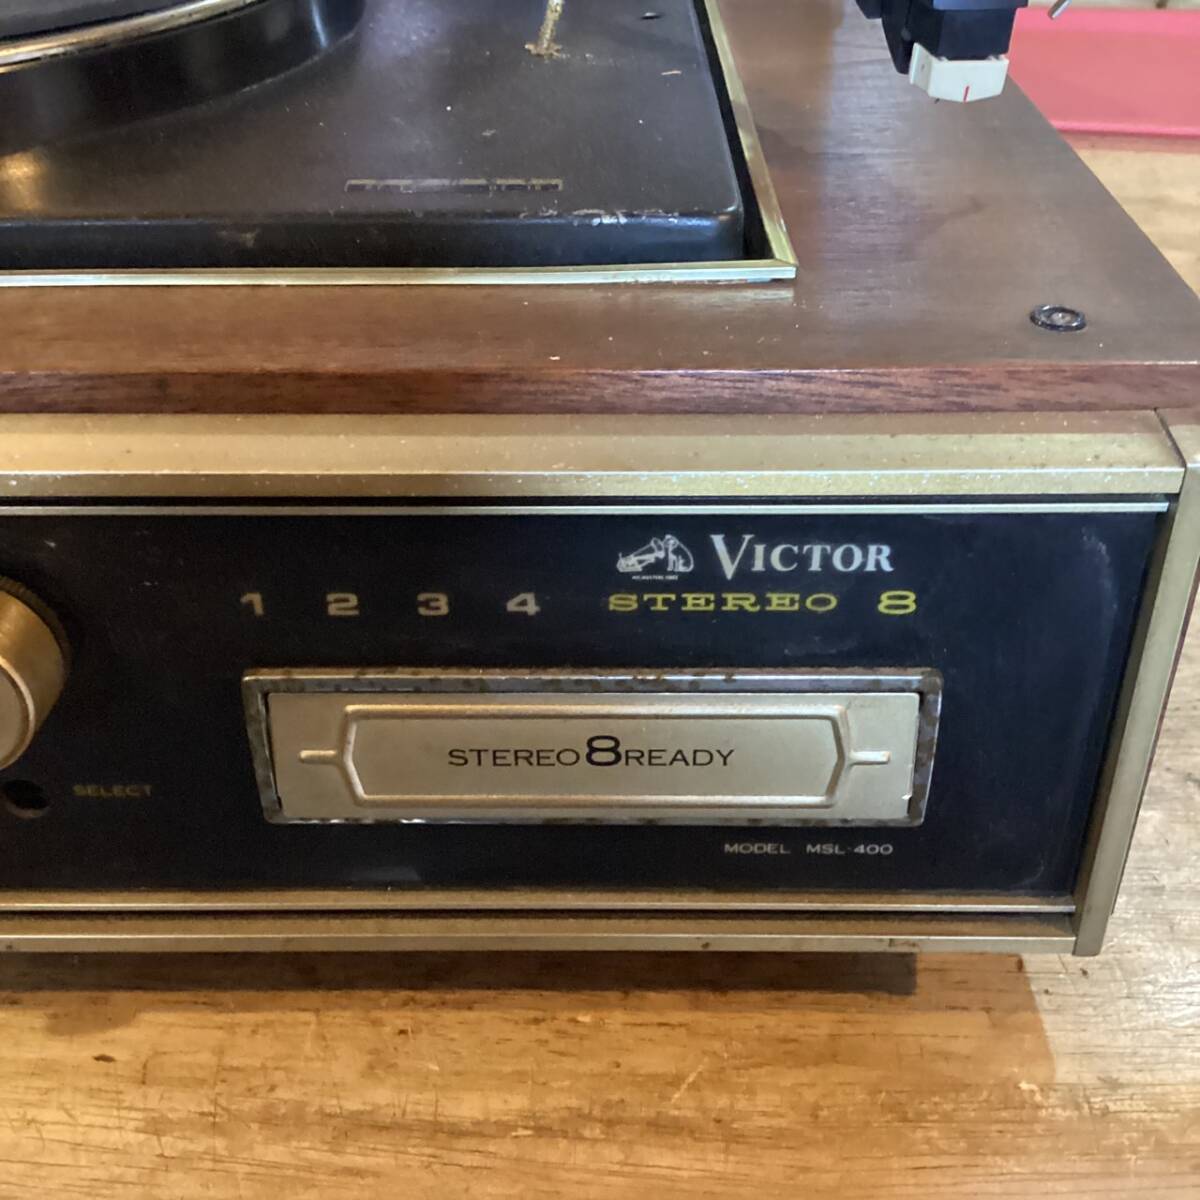 VICTOR
1 2 3 4 STEREO 8
STEREO 8 READY
SELECT
MODEL MSL-400